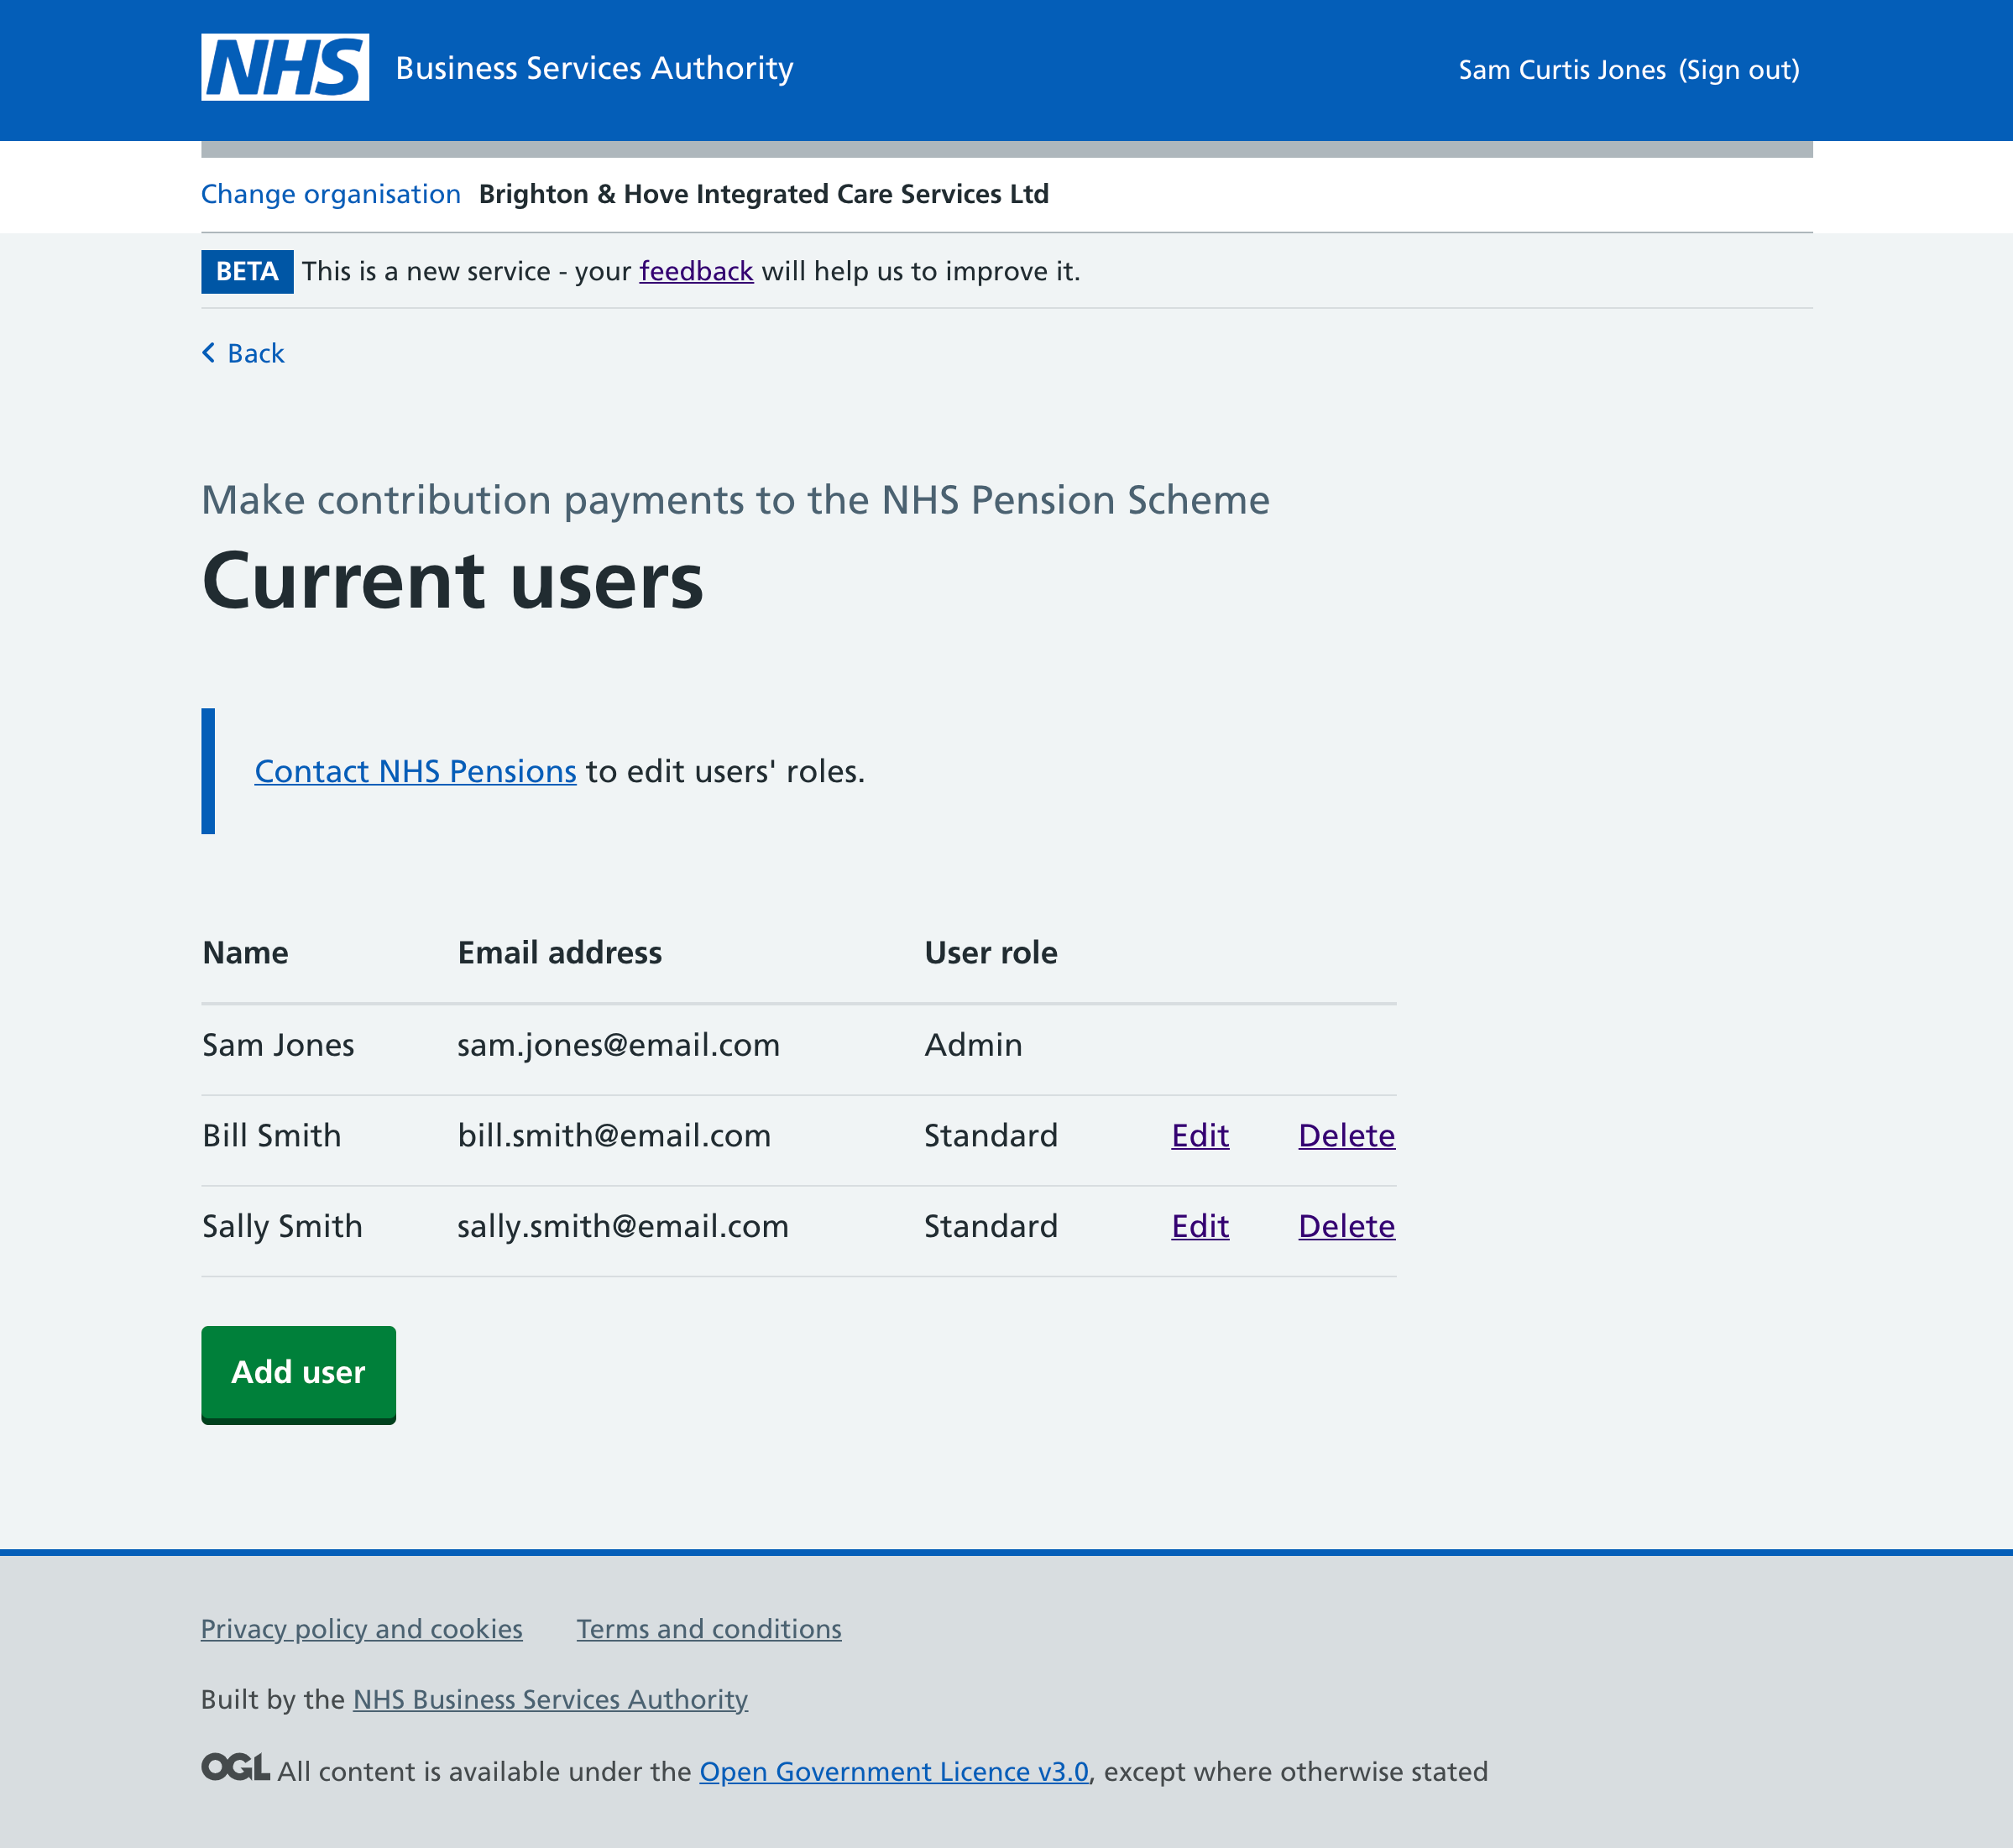 NHS Business Services Authority Sam Curtis Jones (Sign out)
Change organisation Brighton & Hove Integrated Care Services Ltd
BETA This is a new service - your feedback will help us to improve it.
Back
Make contribution payments to the NHS Pension Scheme
Current users
Contact NHS Pensions to edit users' roles.
Name Email address User role
Sam Jones sam.jones@email.com Admin
Bill Smith bill.smith@email.com Standard Edit Delete
Sally Smith sally.smith@email.com Standard Edit Delete
Add user
Privacy policy and cookies Terms and conditions
Built by the NHS Business Services Authority
OGL All content is available under the Open Government Licence v3.0, except where otherwise stated